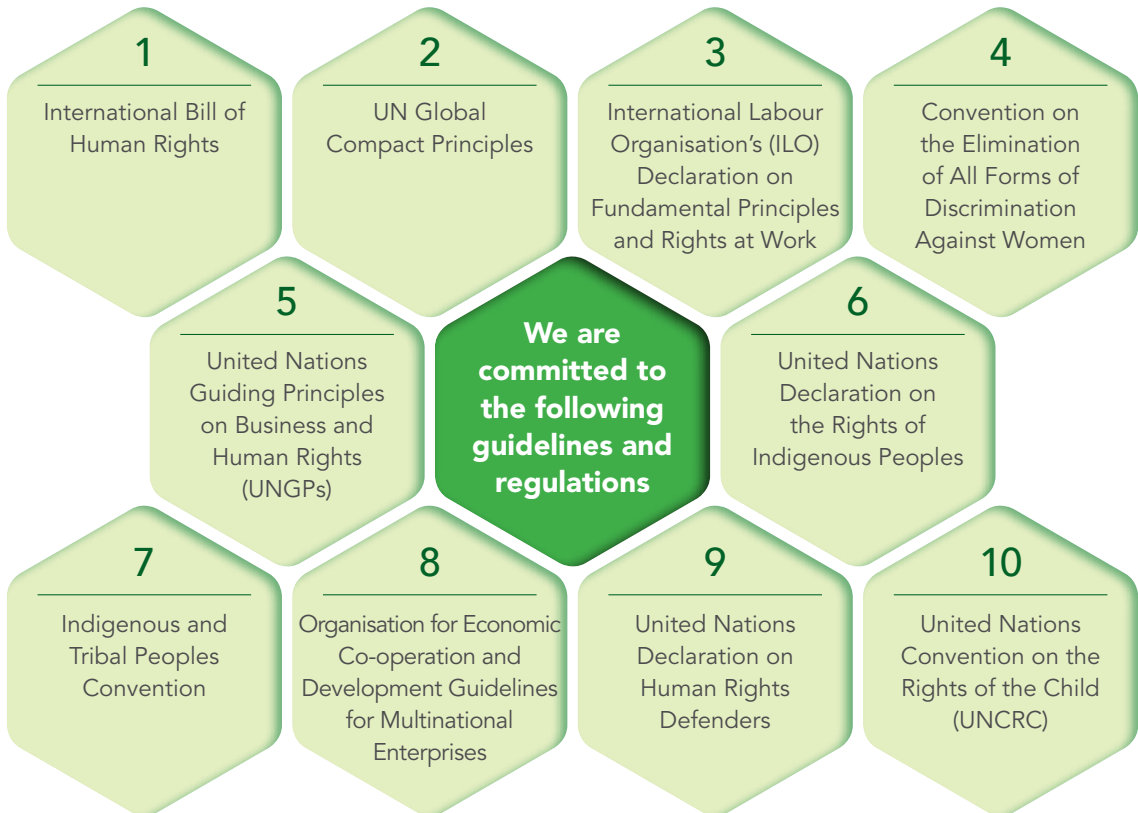 1
International Bill of
Human Rights
2
UN Global
Compact Principles
3
International Labour
Organisation’s (ILO)
Declaration on
Fundamental Principles
and Rights at Work
4
Convention on
the Elimination
of All Forms of
Discrimination
Against Women
5
United Nations
Guiding Principles
on Business and
Human Rights
(UNGPs)
We are
committed to
the following
guidelines and
regulations
6
United Nations
Declaration on
the Rights of
Indigenous Peoples
7
Indigenous and
Tribal Peoples
Convention
8
Organisation for Economic
Co-operation and
Development Guidelines
for Multinational
Enterprises
9
United Nations
Declaration on
Human Rights
Defenders
10
United Nations
Convention on the
Rights of the Child
(UNCRC)